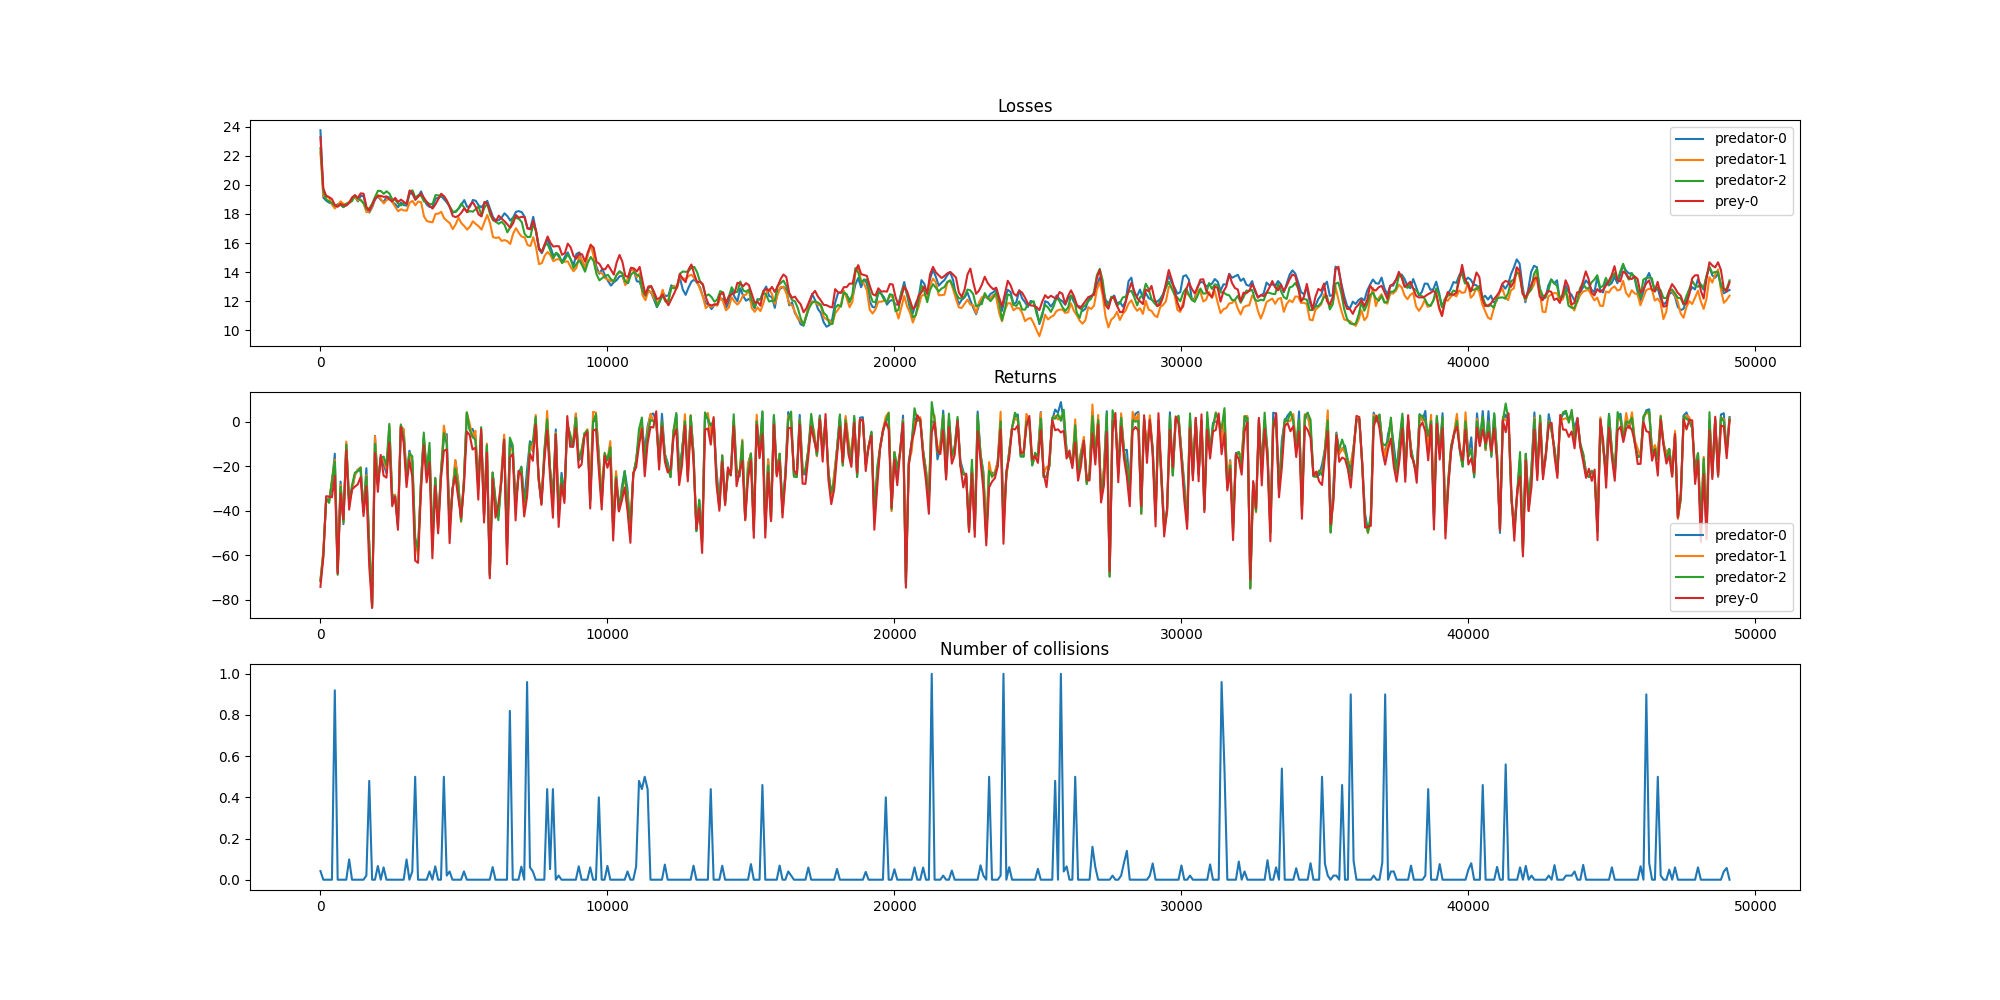 Losses
24
22
20
18
16
14
12
10
predator-0
predator-1
predator-2
prey-0
0 10000 20000 30000 40000 50000
Returns
0
−20
−40
−60
−80
predator-0
predator-1
predator-2
prey-0
0 10000 20000 30000 40000 50000
Number of collisions
1.0
0.8
0.6
0.4
0.2
0.0
0 10000 20000 30000 40000 50000